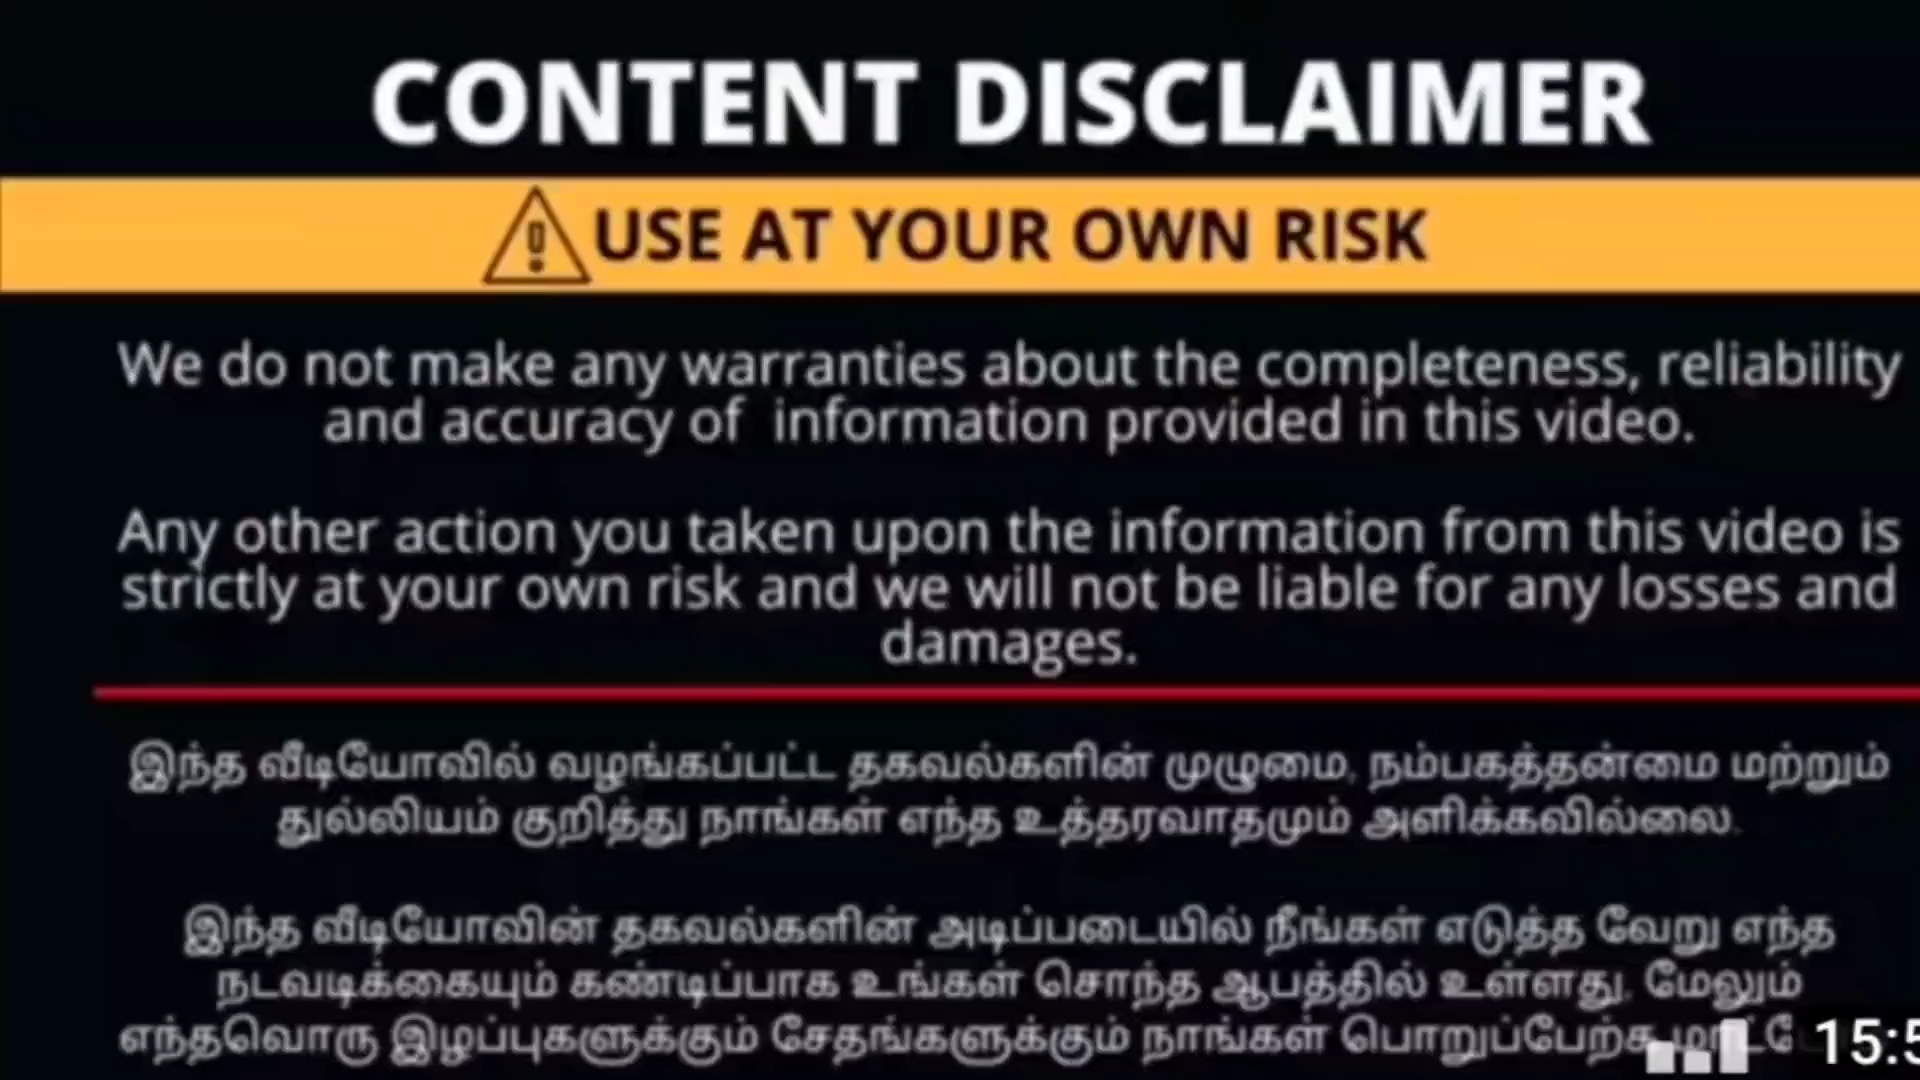 CONTENT DISCLAIMER
USE AT YOUR OWN RISK
We do not make any warranties about the completeness, reliability
and accuracy of information provided in this video.
Any other action you taken upon the information from this video is
strictly at your own risk and we will not be liable for any losses and
damages.
இந்த வீடியோவில் வழங்கப்பட்ட தகவல்களின் முழுமை, நம்பகத்தன்மை மற்றும்
துல்லியம் குறித்து நாங்கள் எந்த உத்தரவாதமும் அளிக்கவில்லை.
இந்த வீடியோவின் தகவல்களின் அடிப்படையில் நீங்கள் எடுத்த வேறு எந்த
நடவடிக்கையும் கண்டிப்பாக உங்கள் சொந்த ஆபத்தில் உள்ளது, மேலும்
எந்தவொரு இழப்புகளுக்கும் சேதங்களுக்கும் நாங்கள்